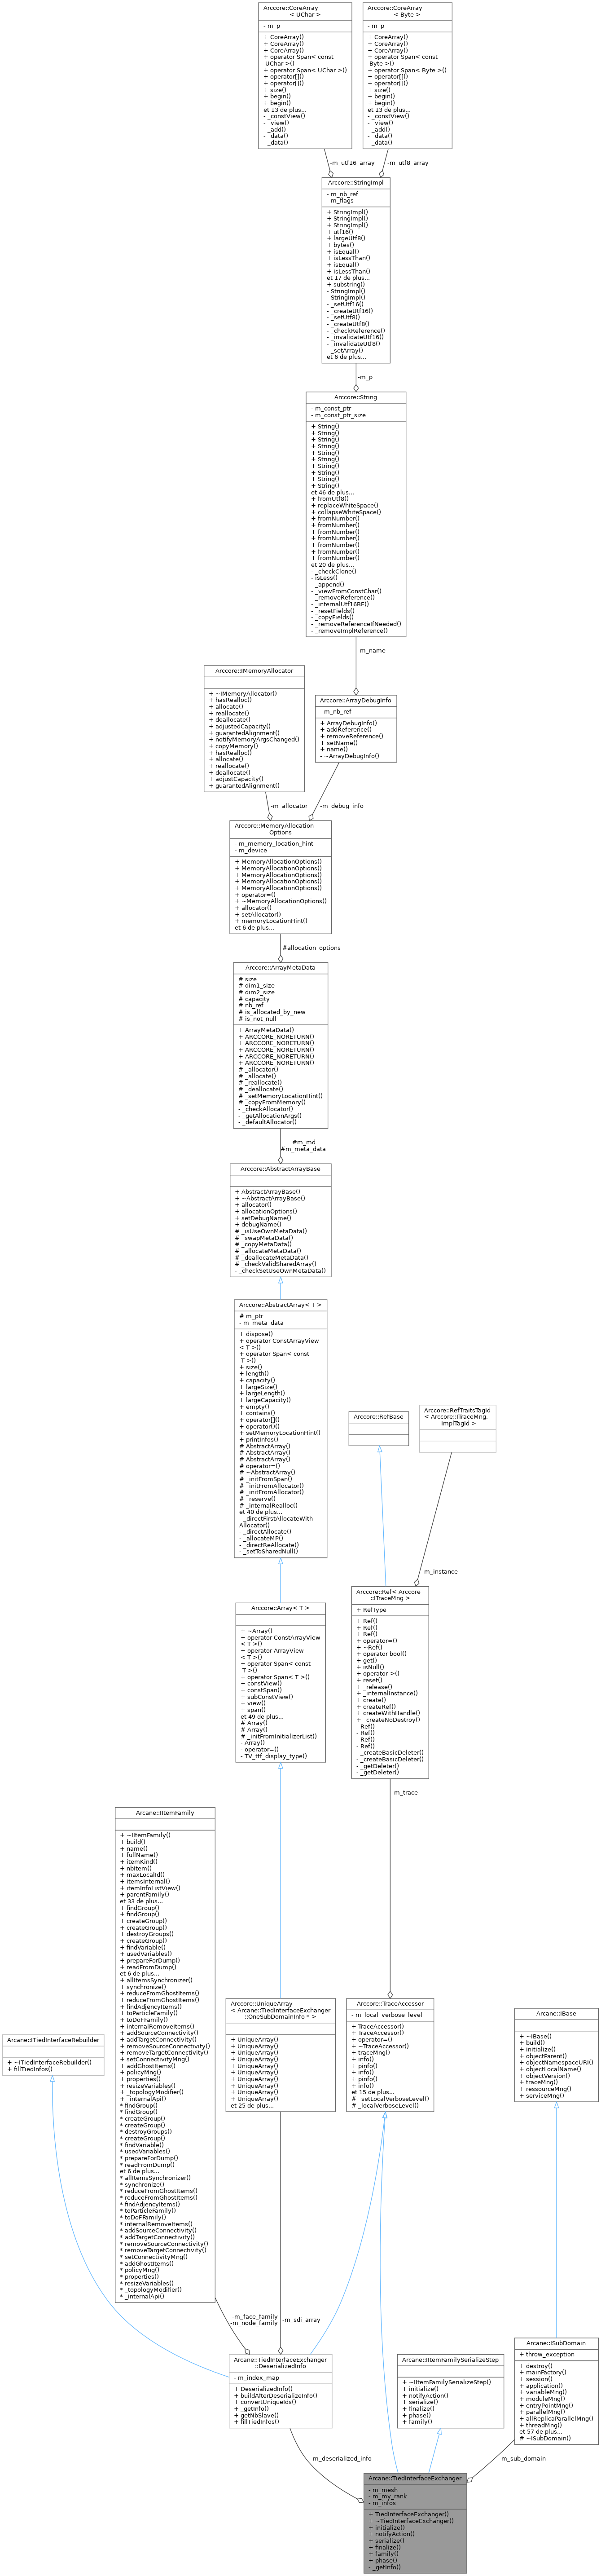 Arccore::CoreArray
< UChar >
- m_p
+ CoreArray()
+ CoreArray()
+ CoreArray()
+ operator Span< const
UChar >()
+ operator Span< UChar >()
+ operator[]()
+ operator[]()
+ size()
+ begin()
+ begin()
et 13 de plus...
- _constView()
- _view()
- _add()
- _data()
- _data()
Arccore::CoreArray
< Byte >
- m_p
+ CoreArray()
+ CoreArray()
+ CoreArray()
+ operator Span< const
Byte >()
+ operator Span< Byte >()
+ operator[]()
+ operator[]()
+ size()
+ begin()
+ begin()
et 13 de plus...
- _constView()
- _view()
- _add()
- _data()
- _data()
-m_utf16_array
-m_utf8_array
Arccore::StringImpl
- m_nb_ref
- m_flags
+ StringImpl()
+ StringImpl()
+ StringImpl()
+ utf16()
+ largeUtf8()
+ bytes()
+ isEqual()
+ isLessThan()
+ isEqual()
+ isLessThan()
et 17 de plus...
+ substring()
- StringImpl()
- StringImpl()
- _setUtf16()
- _createUtf16()
- _setUtf8()
- _createUtf8()
- _checkReference()
- _invalidateUtf16()
- _invalidateUtf8()
- _setArray()
et 6 de plus...
-m_p
Arccore::String
- m_const_ptr
- m_const_ptr_size
+ String()
+ String()
+ String()
+ String()
+ String()
+ String()
+ String()
+ String()
+ String()
+ String()
et 46 de plus...
+ fromUtf8()
+ replaceWhiteSpace()
+ collapseWhiteSpace()
+ fromNumber()
+ fromNumber()
+ fromNumber()
+ fromNumber()
+ fromNumber()
+ fromNumber()
+ fromNumber()
et 20 de plus...
- _checkClone()
- isLess()
- _append()
- _viewFromConstChar()
- _removeReference()
- _internalUtf16BE()
- _resetFields()
- _copyFields()
- _removeReferenceIfNeeded()
- _removeImplReference()
-m_name
Arccore::IMemoryAllocator
+ ~IMemoryAllocator()
+ hasRealloc()
+ allocate()
+ reallocate()
+ deallocate()
+ adjustedCapacity()
+ guarantedAlignment()
+ notifyMemoryArgsChanged()
+ copyMemory()
+ hasRealloc()
+ allocate()
+ reallocate()
+ deallocate()
+ adjustCapacity()
+ guarantedAlignment()
Arccore::ArrayDebugInfo
- m_nb_ref
+ ArrayDebugInfo()
+ addReference()
+ removeReference()
+ setName()
+ name()
- ~ArrayDebugInfo()
-m_allocator
-m_debug_info
Arccore::MemoryAllocation
Options
- m_memory_location_hint
- m_device
+ MemoryAllocationOptions()
+ MemoryAllocationOptions()
+ MemoryAllocationOptions()
+ MemoryAllocationOptions()
+ MemoryAllocationOptions()
+ operator=()
+ ~MemoryAllocationOptions()
+ allocator()
+ setAllocator()
+ memoryLocationHint()
et 6 de plus...
#allocation_options
Arccore::ArrayMetaData
# size
# dim1_size
# dim2_size
# capacity
# nb_ref
# is_allocated_by_new
# is_not_null
+ ArrayMetaData()
+ ARCCORE_NORETURN()
+ ARCCORE_NORETURN()
+ ARCCORE_NORETURN()
+ ARCCORE_NORETURN()
+ ARCCORE_NORETURN()
# _allocator()
# _allocate()
# _reallocate()
# _deallocate()
# _setMemoryLocationHint()
# _copyFromMemory()
- _checkAllocator()
- _getAllocationArgs()
- _defaultAllocator()
#m_md
#m_meta_data
Arccore::AbstractArrayBase
+ AbstractArrayBase()
+ ~AbstractArrayBase()
+ allocator()
+ allocationOptions()
+ setDebugName()
+ debugName()
# _isUseOwnMetaData()
# _swapMetaData()
# _copyMetaData()
# _allocateMetaData()
# _deallocateMetaData()
# _checkValidSharedArray()
- _checkSetUseOwnMetaData()
Arccore::AbstractArray< T >
# m_ptr
- m_meta_data
+ dispose()
+ operator ConstArrayView
< T >()
+ operator Span< const
T >()
+ size()
+ length()
+ capacity()
+ largeSize()
+ largeLength()
+ largeCapacity()
+ empty()
+ contains()
+ operator[]()
+ operator()()
+ setMemoryLocationHint()
+ printInfos()
# AbstractArray()
# AbstractArray()
# AbstractArray()
# operator=()
# ~AbstractArray()
# _initFromSpan()
# _initFromAllocator()
# _initFromAllocator()
# _reserve()
# _internalRealloc()
et 40 de plus...
- _directFirstAllocateWith
Allocator()
- _directAllocate()
- _allocateMP()
- _directReAllocate()
- _setToSharedNull()
Arccore::RefBase
Arccore::RefTraitsTagId
< Arccore::ITraceMng,
ImplTagId >
-m_instance
Arccore::Array< T >
+ ~Array()
+ operator ConstArrayView
< T >()
+ operator ArrayView
< T >()
+ operator Span< const
T >()
+ operator Span< T >()
+ constView()
+ constSpan()
+ subConstView()
+ view()
+ span()
et 49 de plus...
# Array()
# Array()
# _initFromInitializerList()
- Array()
- operator=()
- TV_ttf_display_type()
Arccore::Ref< Arccore
::ITraceMng >
+ RefType
+ Ref()
+ Ref()
+ Ref()
+ operator=()
+ ~Ref()
+ operator bool()
+ get()
+ isNull()
+ operator->()
+ reset()
+ _release()
+ _internalInstance()
+ create()
+ createRef()
+ createWithHandle()
+ _createNoDestroy()
- Ref()
- Ref()
- Ref()
- Ref()
- _createBasicDeleter()
- _createBasicDeleter()
- _getDeleter()
- _getDeleter()
-m_trace
Arcane::IItemFamily
+ ~IItemFamily()
+ build()
+ name()
+ fullName()
+ itemKind()
+ nbItem()
+ maxLocalId()
+ itemsInternal()
+ itemInfoListView()
+ parentFamily()
et 33 de plus...
+ findGroup()
+ findGroup()
+ createGroup()
+ createGroup()
+ destroyGroups()
+ createGroup()
+ findVariable()
+ usedVariables()
+ prepareForDump()
+ readFromDump()
et 6 de plus...
+ allItemsSynchronizer()
+ synchronize()
+ reduceFromGhostItems()
+ reduceFromGhostItems()
+ findAdjencyItems()
+ toParticleFamily()
+ toDoFFamily()
+ internalRemoveItems()
+ addSourceConnectivity()
+ addTargetConnectivity()
+ removeSourceConnectivity()
+ removeTargetConnectivity()
+ setConnectivityMng()
+ addGhostItems()
+ policyMng()
+ properties()
+ resizeVariables()
+ _topologyModifier()
+ _internalApi()
* findGroup()
* findGroup()
* createGroup()
* createGroup()
* destroyGroups()
* createGroup()
* findVariable()
* usedVariables()
* prepareForDump()
* readFromDump()
et 6 de plus...
* allItemsSynchronizer()
* synchronize()
* reduceFromGhostItems()
* reduceFromGhostItems()
* findAdjencyItems()
* toParticleFamily()
* toDoFFamily()
* internalRemoveItems()
* addSourceConnectivity()
* addTargetConnectivity()
* removeSourceConnectivity()
* removeTargetConnectivity()
* setConnectivityMng()
* addGhostItems()
* policyMng()
* properties()
* resizeVariables()
* _topologyModifier()
* _internalApi()
Arcane::ITiedInterfaceRebuilder
+ ~ITiedInterfaceRebuilder()
+ fillTiedInfos()
Arccore::UniqueArray
< Arcane::TiedInterfaceExchanger
::OneSubDomainInfo * >
+ UniqueArray()
+ UniqueArray()
+ UniqueArray()
+ UniqueArray()
+ UniqueArray()
+ UniqueArray()
+ UniqueArray()
+ UniqueArray()
+ UniqueArray()
+ UniqueArray()
et 25 de plus...
Arccore::TraceAccessor
- m_local_verbose_level
+ TraceAccessor()
+ TraceAccessor()
+ operator=()
+ ~TraceAccessor()
+ traceMng()
+ info()
+ pinfo()
+ info()
+ pinfo()
+ info()
et 15 de plus...
# _setLocalVerboseLevel()
# _localVerboseLevel()
Arcane::IBase
+ ~IBase()
+ build()
+ initialize()
+ objectParent()
+ objectNamespaceURI()
+ objectLocalName()
+ objectVersion()
+ traceMng()
+ ressourceMng()
+ serviceMng()
-m_face_family
-m_node_family
-m_sdi_array
Arcane::TiedInterfaceExchanger
::DeserializedInfo
- m_index_map
+ DeserializedInfo()
+ buildAfterDeserializeInfo()
+ convertUniqueIds()
+ _getInfo()
+ getNbSlave()
+ fillTiedInfos()
Arcane::IItemFamilySerializeStep
+ ~IItemFamilySerializeStep()
+ initialize()
+ notifyAction()
+ serialize()
+ finalize()
+ phase()
+ family()
Arcane::ISubDomain
+ throw_exception
+ destroy()
+ mainFactory()
+ session()
+ application()
+ variableMng()
+ moduleMng()
+ entryPointMng()
+ parallelMng()
+ allReplicaParallelMng()
+ threadMng()
et 57 de plus...
# ~ISubDomain()
-m_deserialized_info
-m_sub_domain
Arcane::TiedInterfaceExchanger
- m_mesh
- m_my_rank
- m_infos
+ TiedInterfaceExchanger()
+ ~TiedInterfaceExchanger()
+ initialize()
+ notifyAction()
+ serialize()
+ finalize()
+ family()
+ phase()
- _getInfo()